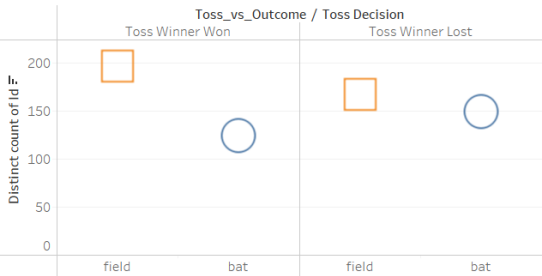 Toss_vs_Outcome / Toss Decision
Toss Winner Won
Toss Winner Lost
Distinct count of Id
200
150
100
50
0
field
bat
field
bat